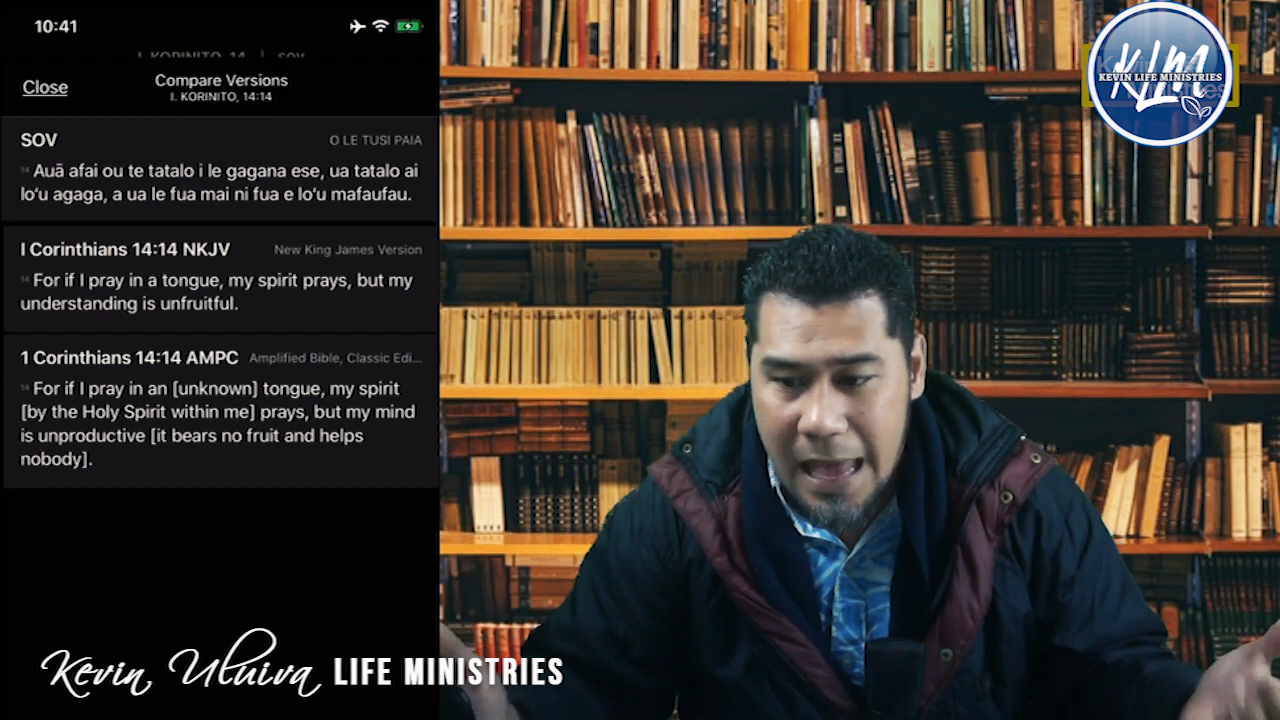 10:41
I. KORINITO, 14 | SOV
Close
Compare Versions
I. KORINITO, 14:14
SOV
O LE TUSI PAIA
14 Auā afai ou te tatalo i le gagana ese, ua tatalo ai
lo‘u agaga, a ua le fua mai ni fua e lo‘u mafaufau.
I Corinthians 14:14 NKJV
New King James Version
14 For if I pray in a tongue, my spirit prays, but my
understanding is unfruitful.
1 Corinthians 14:14 AMPC
Amplified Bible, Classic Edi...
14 For if I pray in an [unknown] tongue, my spirit
[by the Holy Spirit within me] prays, but my mind
is unproductive [it bears no fruit and helps
nobody].
KLM
KEVIN LIFE MINISTRIES
Kevin Uluiva LIFE MINISTRIES